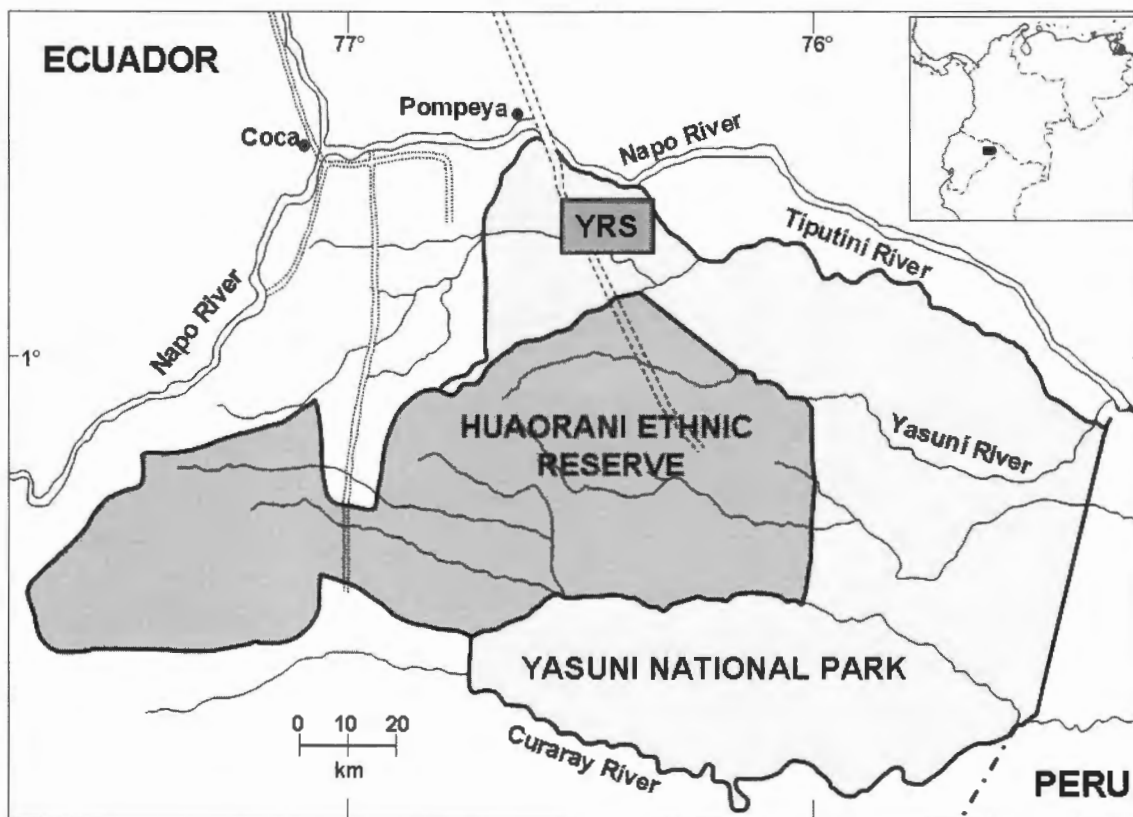 77°
76°
ECUADOR
Pompeya
Coca
Napo River
YRS
Tiputini River
Napo River
1°
HUAORANI ETHNIC
RESERVE
Yasuni River
YASUNI NATIONAL PARK
0 10 20
km
Curaray River
PERU